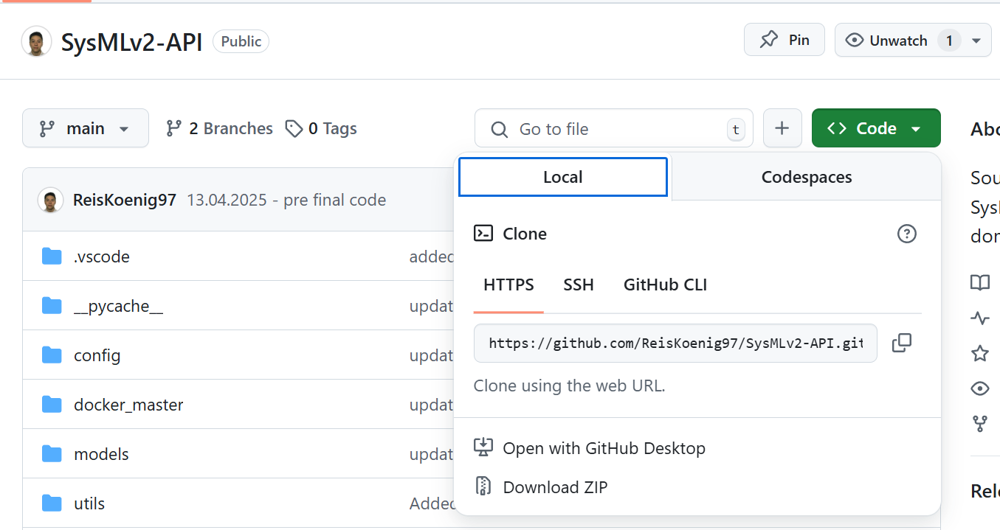 SysMLv2-API Public Pin Unwatch 1
main 2 Branches 0 Tags Go to file t + Code
Local Codespaces
ReisKoenig97 13.04.2025 - pre final code
Clone
HTTPS SSH GitHub CLI
https://github.com/ReisKoenig97/SysMLv2-API.git
Clone using the web URL.
Open with GitHub Desktop
Download ZIP
.vscode added
__pycache__ updat
config updat
docker_master updat
models updat
utils Added
Abo
Sou
Sys
dor
Rel